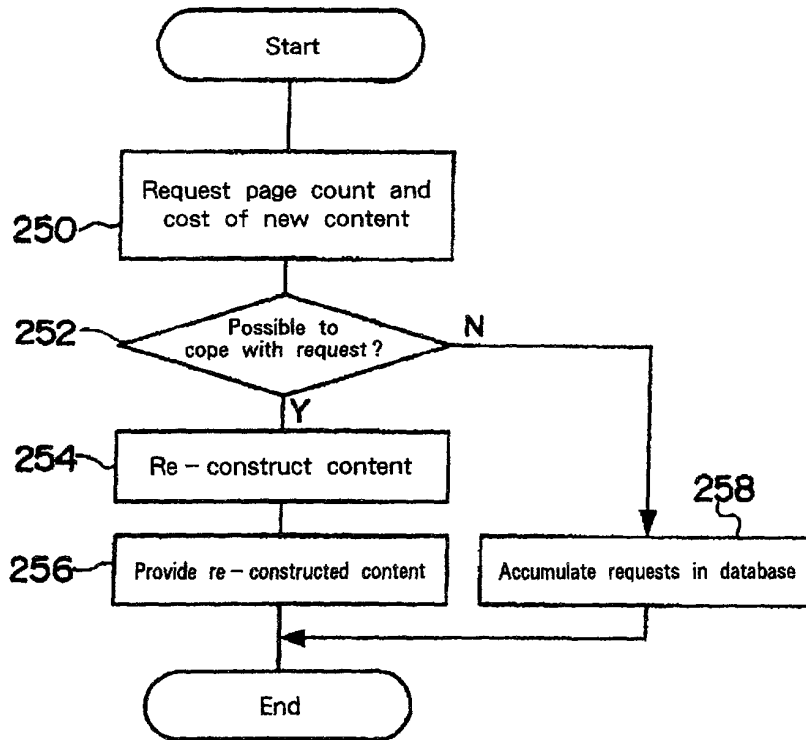 Start
Request page count and
cost of new content
250
Possible to
cope with request?
252
N
Y
Re-construct content
254
258
Provide re-constructed content
256
Accumulate requests in database
End